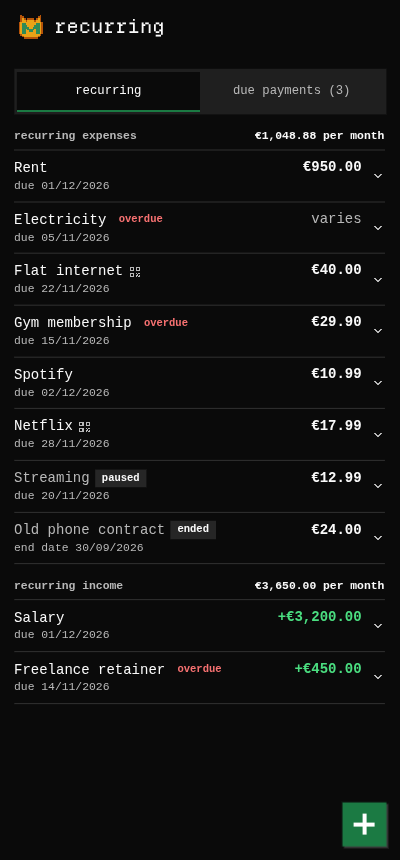 recurring
recurring due payments (3)
recurring expenses €1,048.88 per month
Rent €950.00
due 01/12/2026
Electricity overdue varies
due 05/11/2026
Flat internet €40.00
due 22/11/2026
Gym membership overdue €29.90
due 15/11/2026
Spotify €10.99
due 02/12/2026
Netflix €17.99
due 28/11/2026
Streaming paused €12.99
due 20/11/2026
Old phone contract ended €24.00
end date 30/09/2026
recurring income €3,650.00 per month
Salary +€3,200.00
due 01/12/2026
Freelance retainer overdue +€450.00
due 14/11/2026